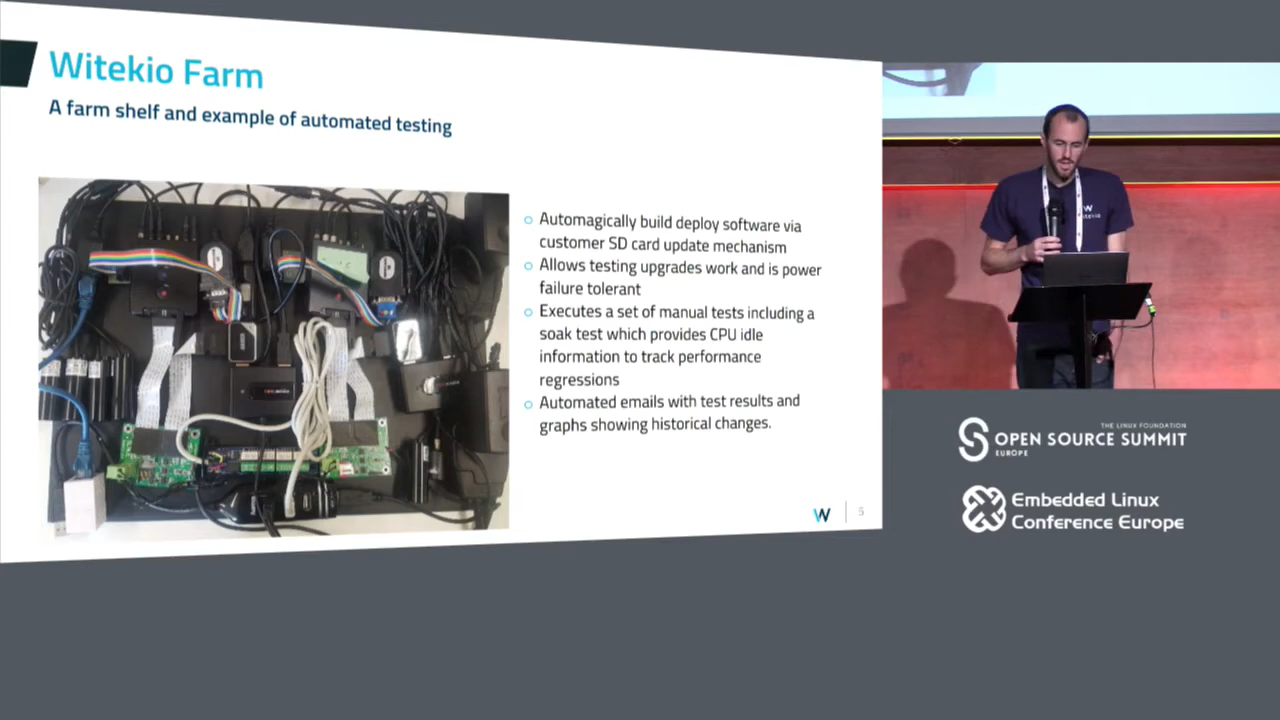 Witekio Farm
A farm shelf and example of automated testing
Automagically build deploy software via
customer SD card update mechanism
Allows testing upgrades work and is power
failure tolerant
Executes a set of manual tests including a
soak test which provides CPU idle
information to track performance
regressions
Automated emails with test results and
graphs showing historical changes.
W
5
W
witekio
THE LINUX FOUNDATION
OPEN SOURCE SUMMIT
EUROPE
Embedded Linux
Conference Europe